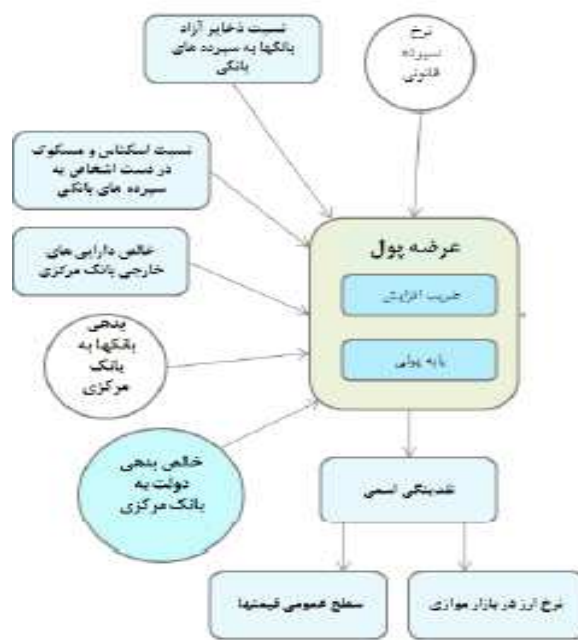 نسبت ذخایر آزاد
بانکها به سپرده های
بانکی
نرخ
سپرده
قانونی
نسبت اسکناس و مسکوک
در دست اشخاص به
سپرده های بانکی
خالص دارایی های
خارجی بانک مرکزی
بدهی
بانکها به
بانک
مرکزی
خالص بدهی
دولت به
بانک مرکزی
عرضه پول
ضریب افزایش
پایه پولی
نقدینگی اسمی
سطح عمومی قیمتها
نرخ ارز در بازار موازی